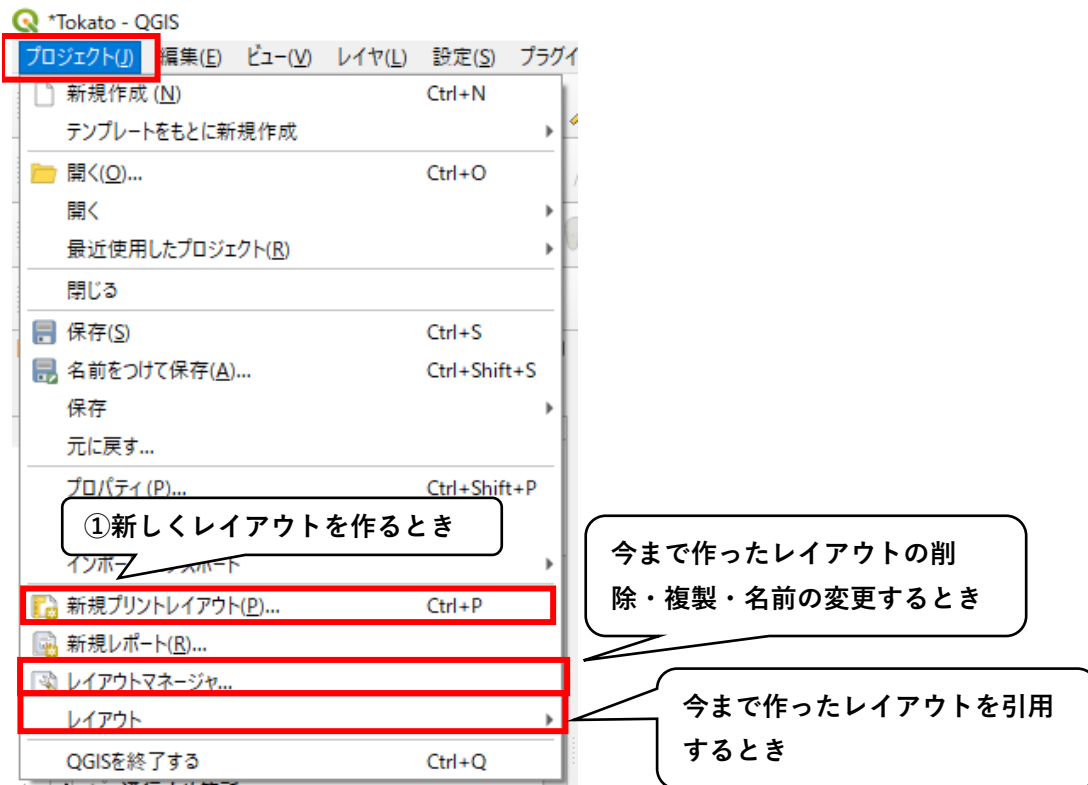 *Tokato - QGIS
プロジェクト(J) 編集(E) ビュー(V) レイヤ(L) 設定(S) プラグイ
新規作成 (N) Ctrl+N
テンプレートをもとに新規作成
開く(O)... Ctrl+O
開く
最近使用したプロジェクト(R)
閉じる
保存(S) Ctrl+S
名前をつけて保存(A)... Ctrl+Shift+S
保存
元に戻す...
プロパティ (P)... Ctrl+Shift+P
①新しくレイアウトを作るとき
新規プリントレイアウト(P)... Ctrl+P
新規レポート(R)...
レイアウトマネージャ...
レイアウト
QGISを終了する Ctrl+Q
今まで作ったレイアウトの削
除・複製・名前の変更するとき
今まで作ったレイアウトを引用
するとき